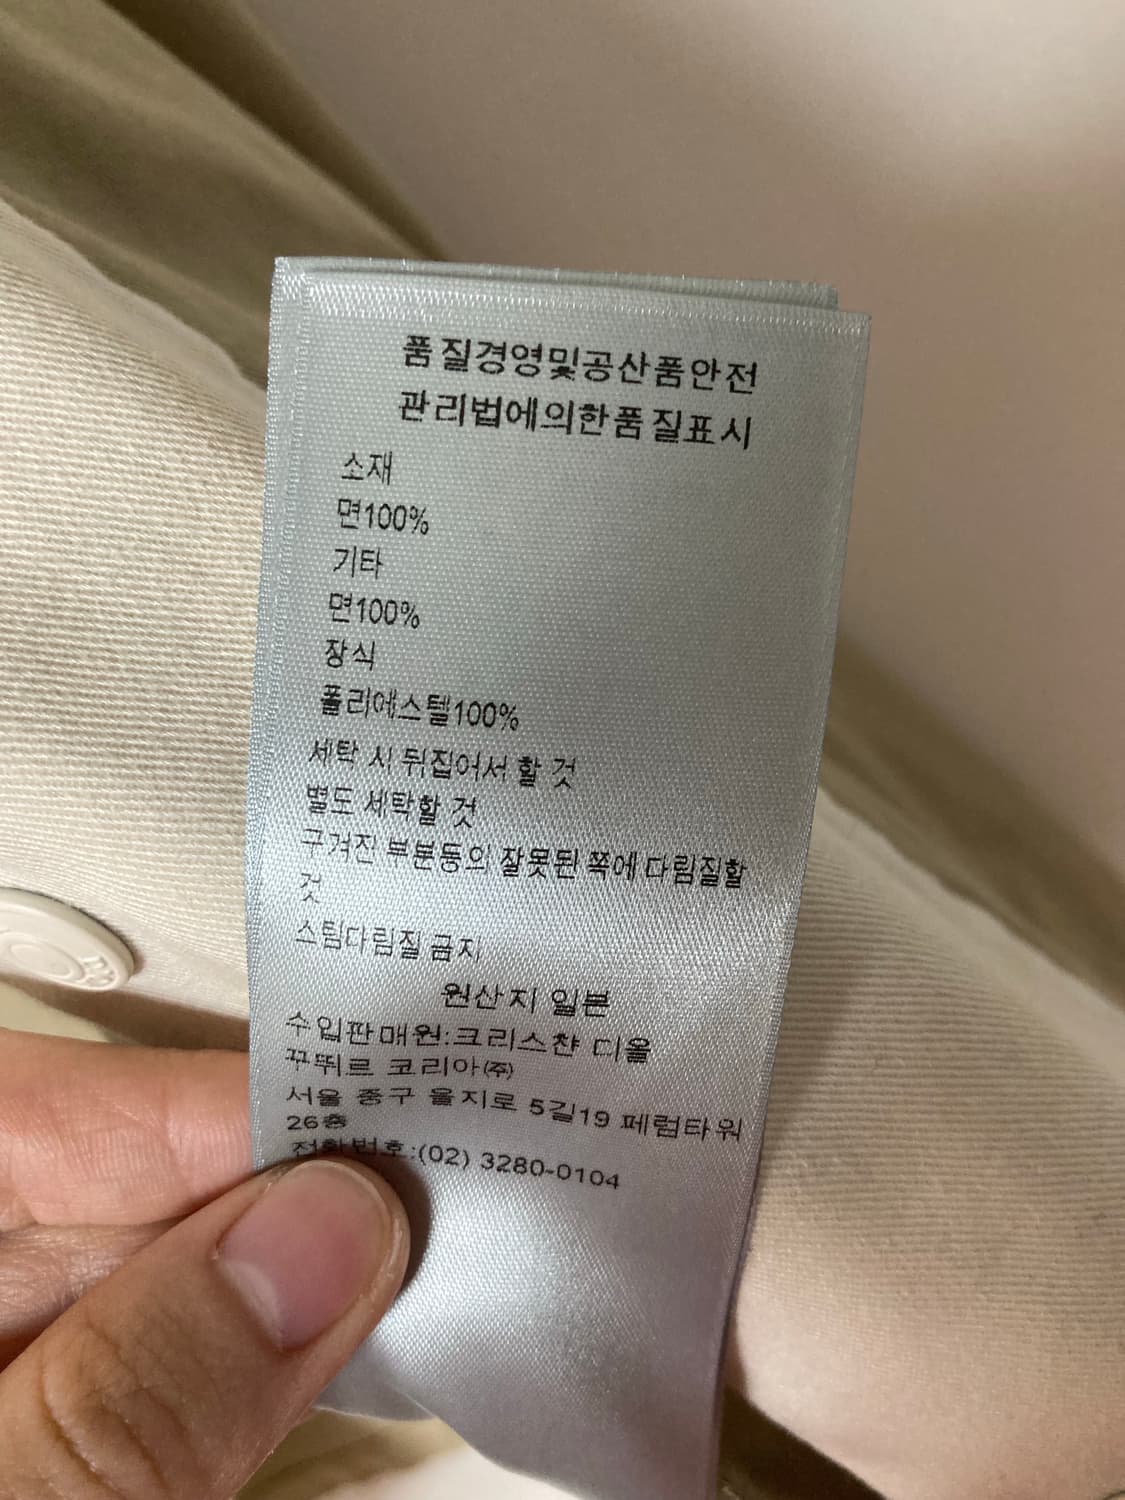 품질경영및공산품안전
관리법에의한품질표시
소재
면100%
기타
면100%
장식
폴리에스텔100%
세탁 시 뒤집어서 할 것
별도 세탁할 것
구겨진 부분등의 잘못된 쪽에 다림질할
것
스팀다림질 금지
원산지 일본
수입판매원:크리스챤 디올
꾸뛰르 코리아㈜
서울 중구 을지로 5길19 페럼타워
26층
전화번호:(02) 3280-0104